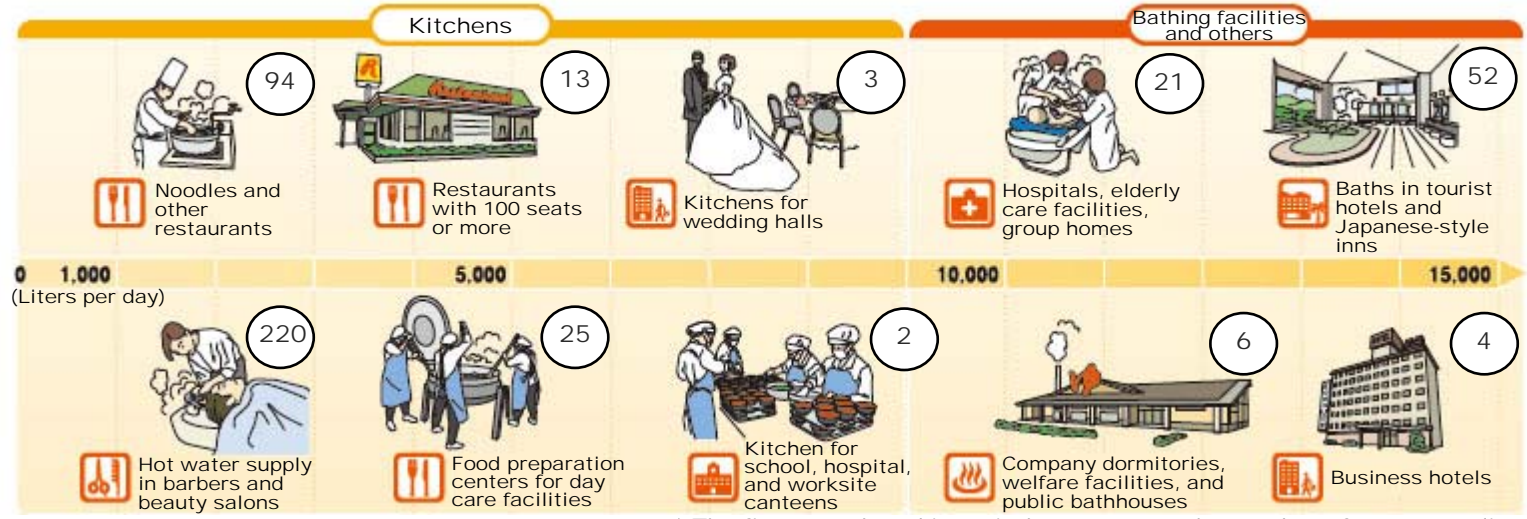 Kitchens
Bathing facilities
and others
94
13
3
21
52
Restaurant
Noodles and
other
restaurants
Restaurants
with 100 seats
or more
Kitchens for
wedding halls
Hospitals, elderly
care facilities,
group homes
Baths in tourist
hotels and
Japanese-style
inns
0 1,000 5,000 10,000 15,000
(Liters per day)
220
25
2
6
4
Hot water supply
in barbers and
beauty salons
Food preparation
centers for day
care facilities
Kitchen for
school, hospital,
and worksite
canteens
Company dormitories,
welfare facilities, and
public bathhouses
Business hotels